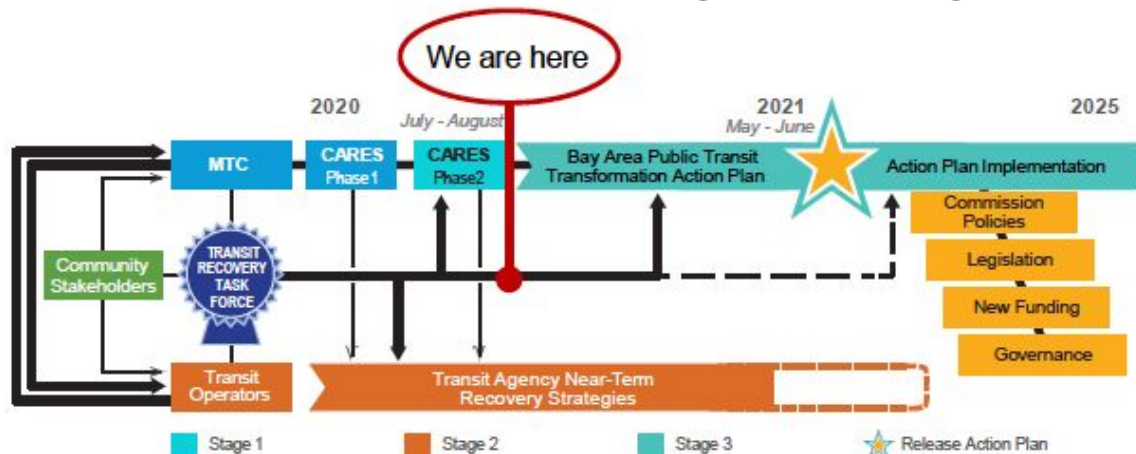 We are here
2020
July - August
2021
May - June
2025
MTC
CARES
Phase1
CARES
Phase2
Bay Area Public Transit
Transformation Action Plan
Action Plan Implementation
Commission
Policies
Legislation
New Funding
Governance
Community
Stakeholders
TRANSIT
RECOVERY
TASK
FORCE
Transit
Operators
Transit Agency Near-Term
Recovery Strategies
Stage 1
Stage 2
Stage 3
Release Action Plan